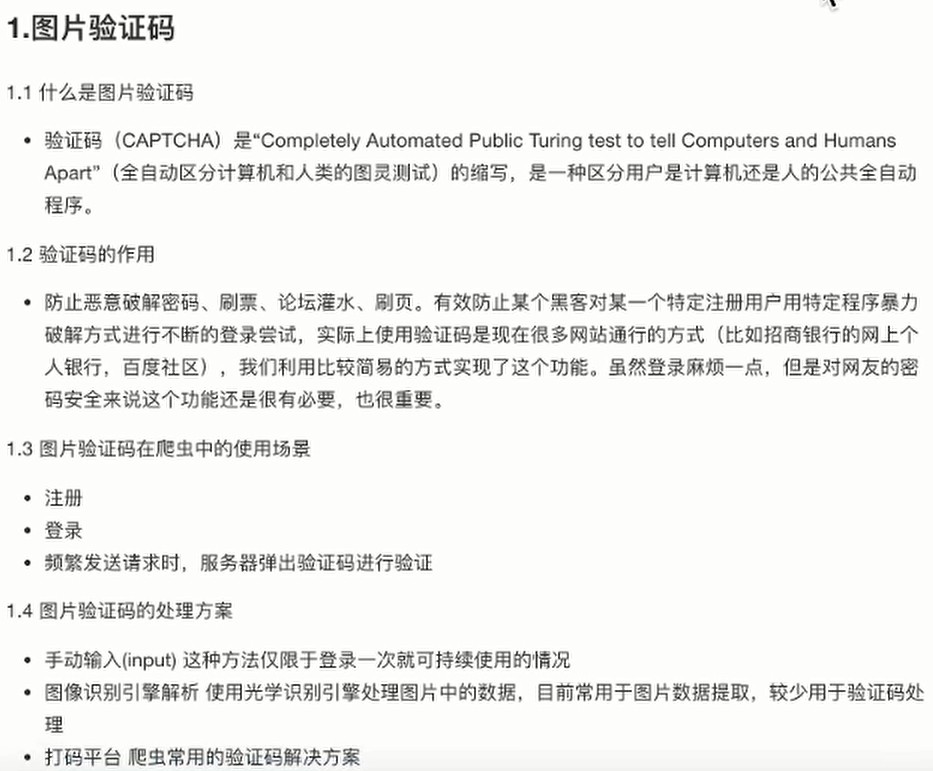 1.图片验证码
1.1 什么是图片验证码
• 验证码（CAPTCHA）是“Completely Automated Public Turing test to tell Computers and Humans
Apart”（全自动区分计算机和人类的图灵测试）的缩写，是一种区分用户是计算机还是人的公共全自动
程序。
1.2 验证码的作用
• 防止恶意破解密码、刷票、论坛灌水、刷页。有效防止某个黑客对某一个特定注册用户用特定程序暴力
破解方式进行不断的登录尝试，实际上使用验证码是现在很多网站通行的方式（比如招商银行的网上个
人银行，百度社区），我们利用比较简易的方式实现了这个功能。虽然登录麻烦一点，但是对网友的密
码安全来说这个功能还是很有必要，也很重要。
1.3 图片验证码在爬虫中的使用场景
• 注册
• 登录
• 频繁发送请求时，服务器弹出验证码进行验证
1.4 图片验证码的处理方案
• 手动输入(input) 这种方法仅限于登录一次就可持续使用的情况
• 图像识别引擎解析 使用光学识别引擎处理图片中的数据，目前常用于图片数据提取，较少用于验证码处
理
• 打码平台 爬虫常用的验证码解决方案